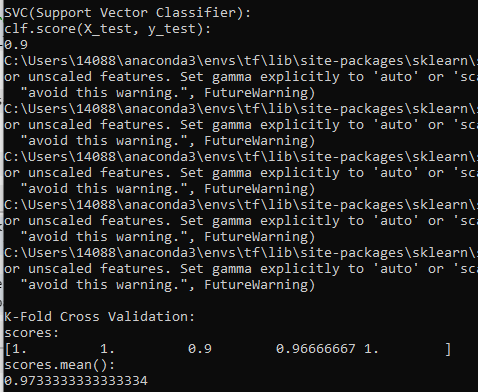 SVC(Support Vector Classifier):
clf.score(X_test, y_test):
0.9
C:\Users\14088\anaconda3\envs\tf\lib\site-packages\sklearn\
or unscaled features. Set gamma explicitly to 'auto' or 'sc
  "avoid this warning.", FutureWarning)
C:\Users\14088\anaconda3\envs\tf\lib\site-packages\sklearn\
or unscaled features. Set gamma explicitly to 'auto' or 'sc
  "avoid this warning.", FutureWarning)
C:\Users\14088\anaconda3\envs\tf\lib\site-packages\sklearn\
or unscaled features. Set gamma explicitly to 'auto' or 'sc
  "avoid this warning.", FutureWarning)
C:\Users\14088\anaconda3\envs\tf\lib\site-packages\sklearn\
or unscaled features. Set gamma explicitly to 'auto' or 'sc
  "avoid this warning.", FutureWarning)
C:\Users\14088\anaconda3\envs\tf\lib\site-packages\sklearn\
or unscaled features. Set gamma explicitly to 'auto' or 'sc
  "avoid this warning.", FutureWarning)
K-Fold Cross Validation:
scores:
[1.         1.         0.9        0.96666667 1.        ]
scores.mean():
0.9733333333333334